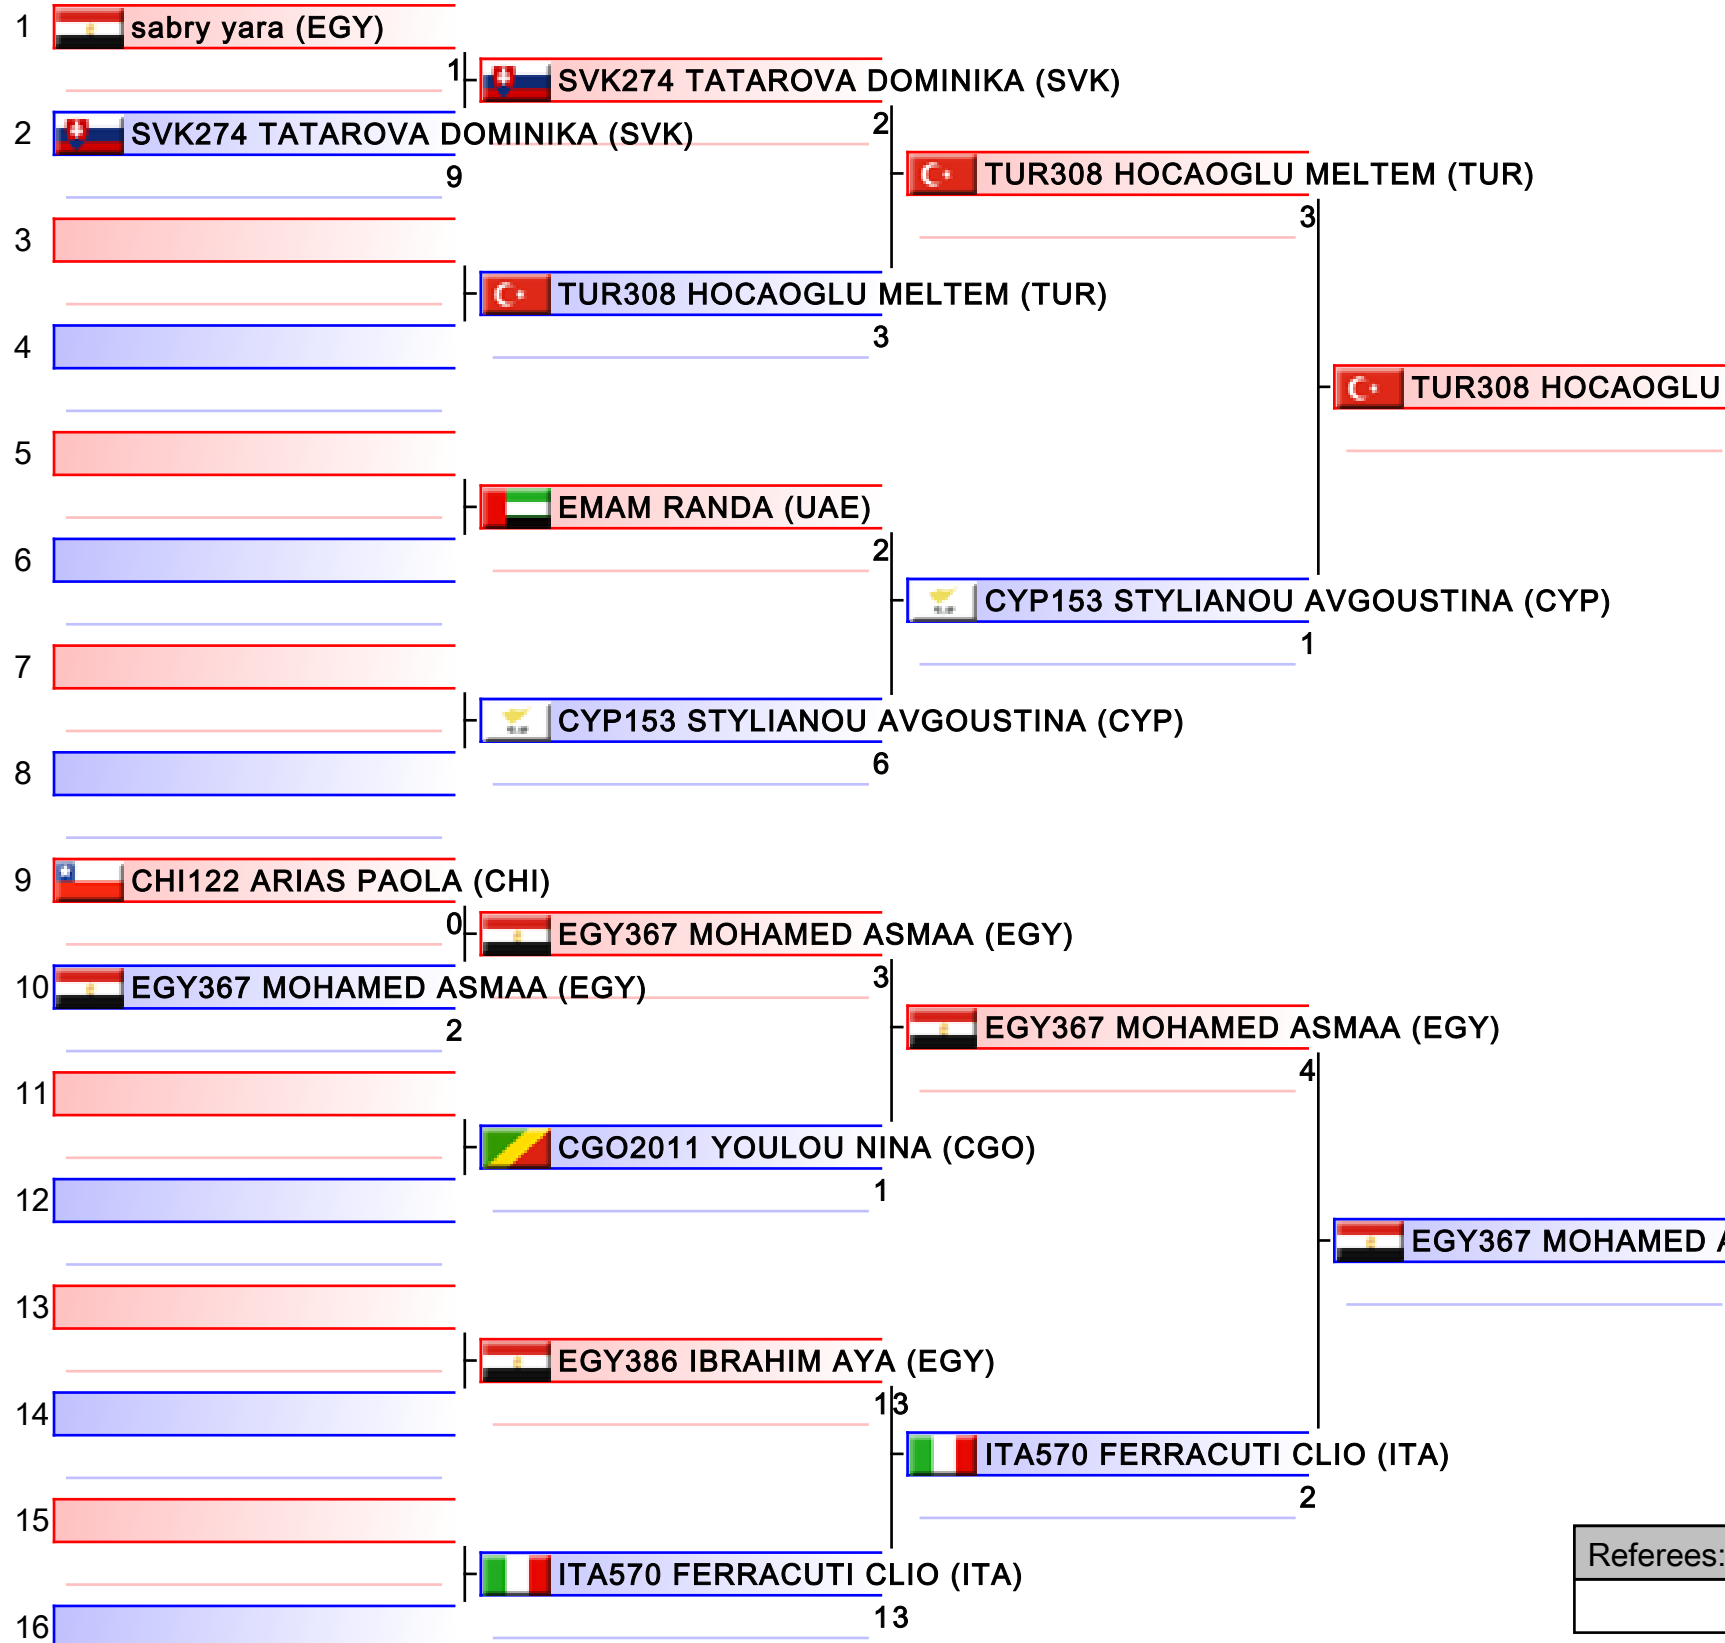 1 sabry yara (EGY)
1
SVK274 TATAROVA DOMINIKA (SVK)
2
2 SVK274 TATAROVA DOMINIKA (SVK)
9
TUR308 HOCAOGLU MELTEM (TUR)
3
3
TUR308 HOCAOGLU MELTEM (TUR)
3
4
TUR308 HOCAOGLU
5
EMAM RANDA (UAE)
2
6
CYP153 STYLIANOU AVGOUSTINA (CYP)
1
7
CYP153 STYLIANOU AVGOUSTINA (CYP)
6
8
9 CHI122 ARIAS PAOLA (CHI)
0
EGY367 MOHAMED ASMAA (EGY)
3
10 EGY367 MOHAMED ASMAA (EGY)
2
EGY367 MOHAMED ASMAA (EGY)
4
11
CGO2011 YOULOU NINA (CGO)
1
12
EGY367 MOHAMED A
13
EGY386 IBRAHIM AYA (EGY)
13
14
ITA570 FERRACUTI CLIO (ITA)
2
15
ITA570 FERRACUTI CLIO (ITA)
13
16
Referees: